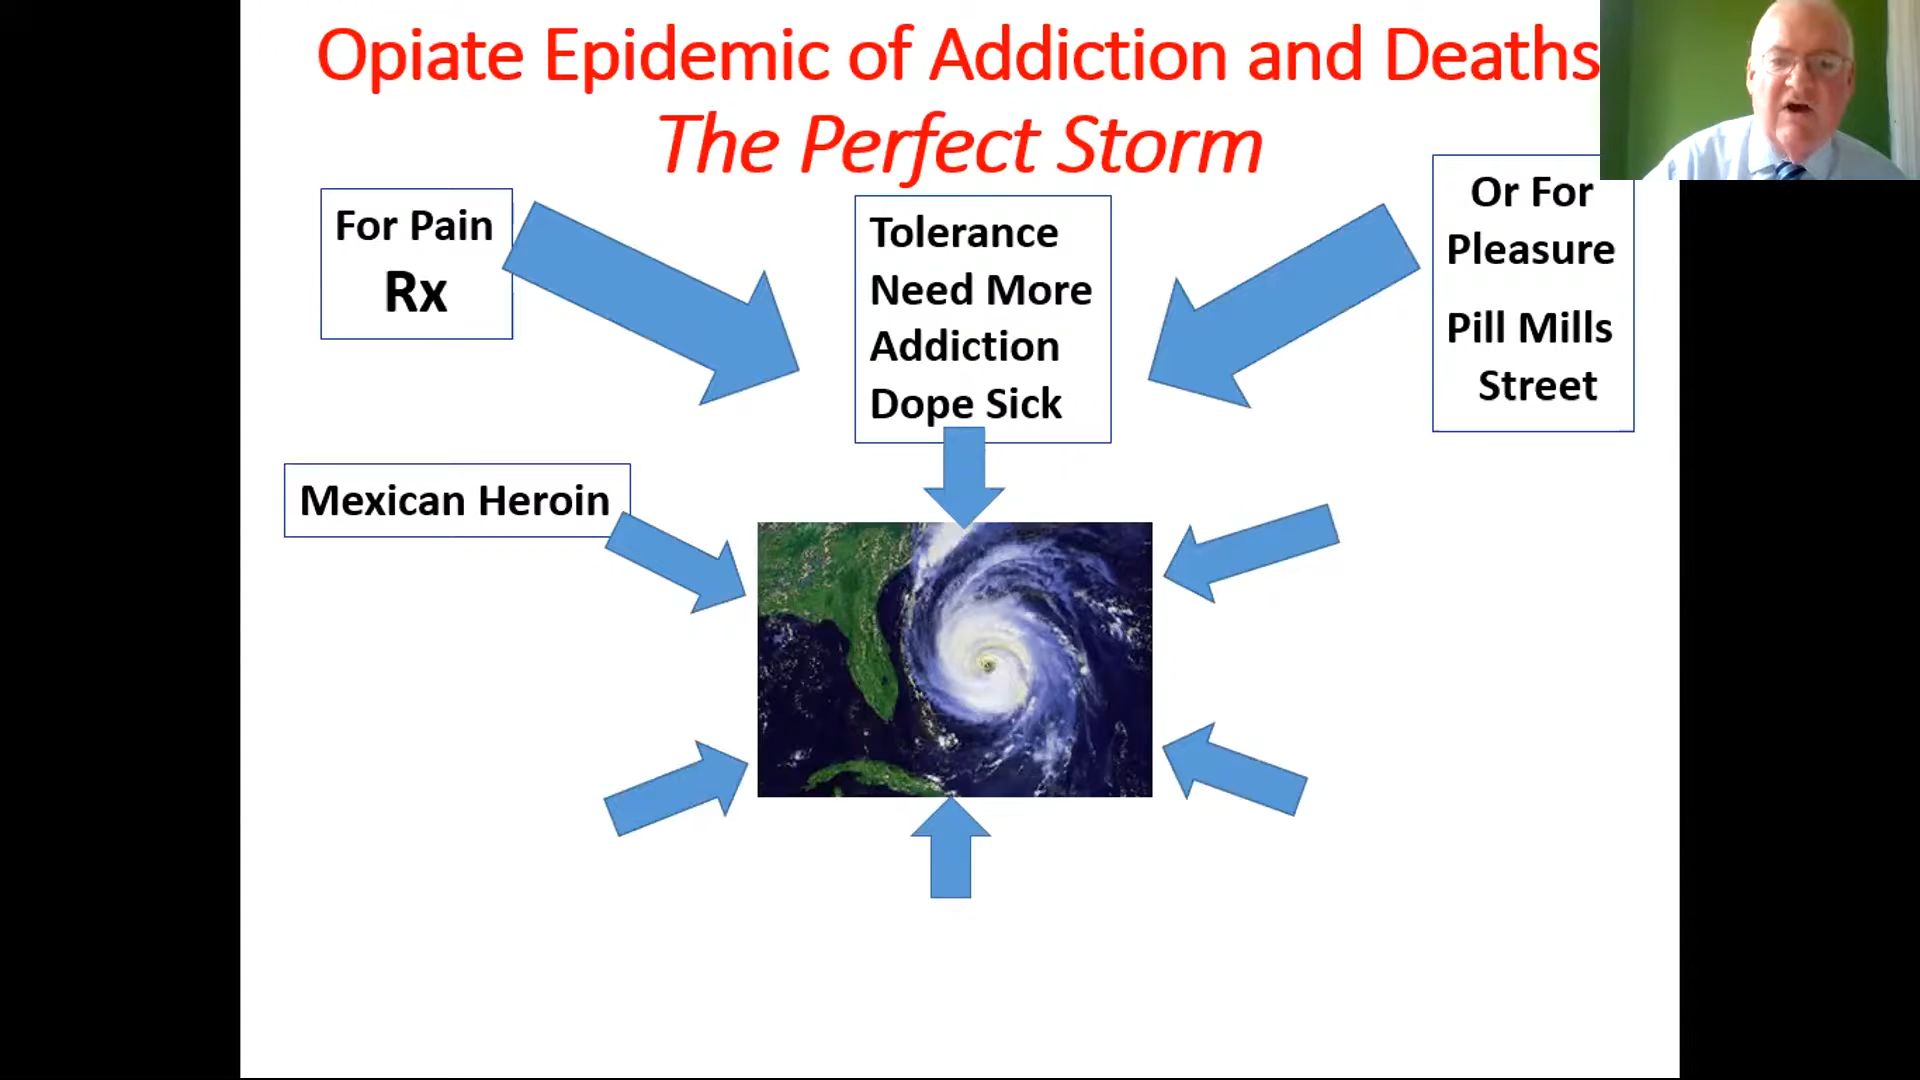 Opiate Epidemic of Addiction and Deaths
The Perfect Storm
For Pain
Rx
Tolerance
Need More
Addiction
Dope Sick
Or For
Pleasure
Pill Mills
Street
Mexican Heroin